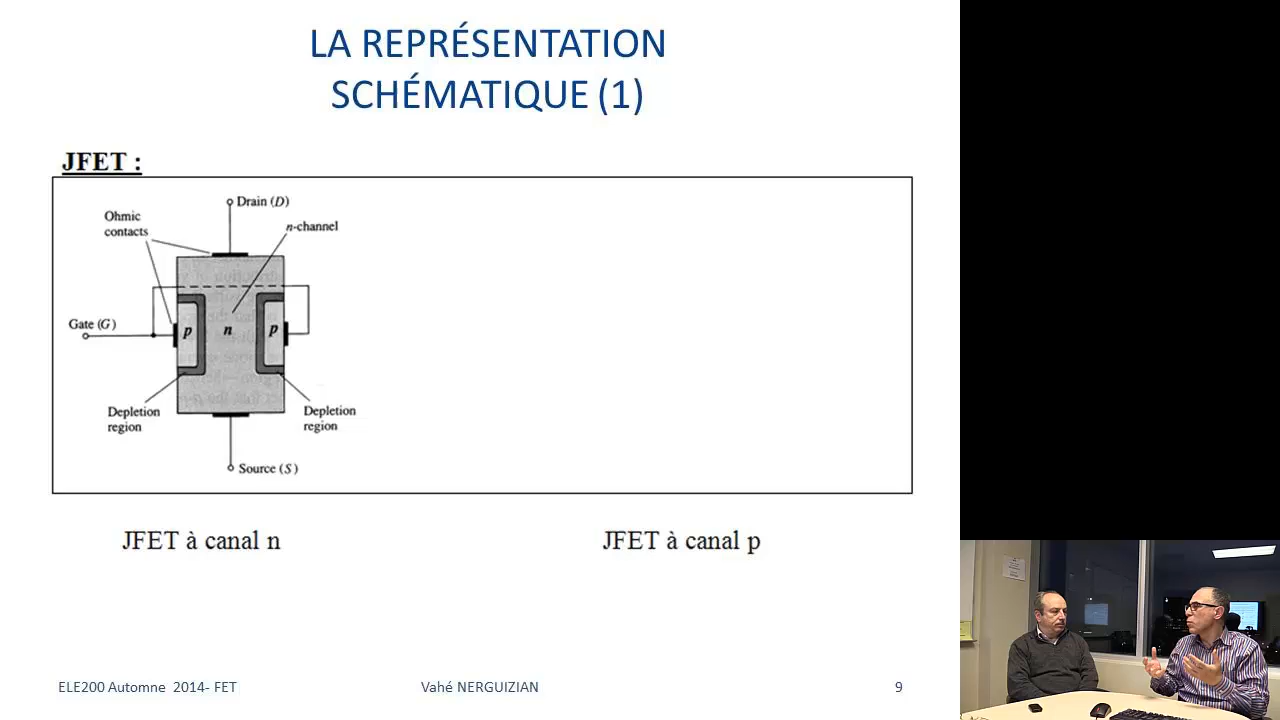 LA REPRÉSENTATION
SCHÉMATIQUE (1)
JFET :
Drain (D)
Ohmic
contacts
n-channel
Gate (G)
p
n
p
Depletion
region
Depletion
region
Source (S)
JFET à canal n
JFET à canal p
ELE200 Automne 2014- FET
Vahé NERGUIZIAN
9